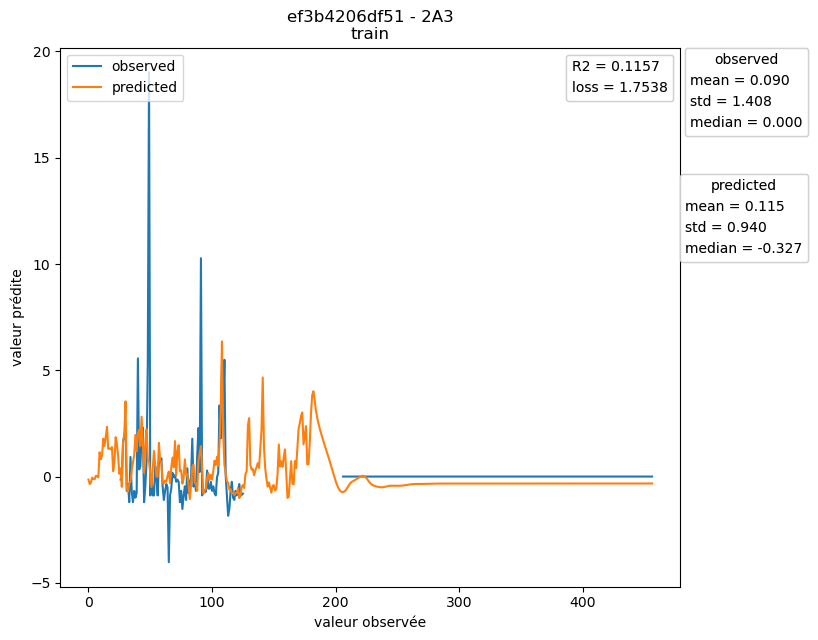 ef3b4206df51 - 2A3
train
observed
predicted
R2 = 0.1157
loss = 1.7538
observed
mean = 0.090
std = 1.408
median = 0.000
predicted
mean = 0.115
std = 0.940
median = -0.327
valeur prédite
20
15
10
5
0
−5
0
100
200
300
400
valeur observée